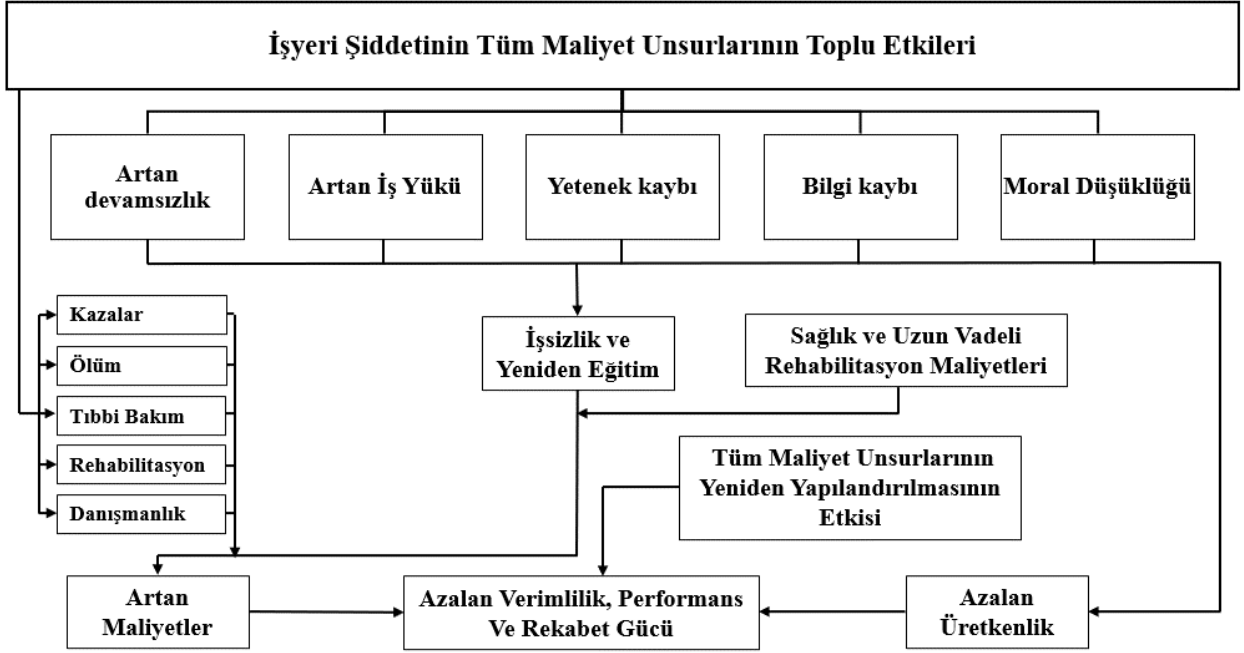 İşyeri Şiddetinin Tüm Maliyet Unsurlarının Toplu Etkileri
Artan
devamsızlık
Artan İş Yükü
Yetenek kaybı
Bilgi kaybı
Moral Düşüklüğü
Kazalar
Ölüm
Tıbbi Bakım
Rehabilitasyon
Danışmanlık
İşsizlik ve
Yeniden Eğitim
Sağlık ve Uzun Vadeli
Rehabilitasyon Maliyetleri
Tüm Maliyet Unsurlarının
Yeniden Yapılandırılmasının
Etkisi
Artan
Maliyetler
Azalan Verimlilik, Performans
Ve Rekabet Gücü
Azalan
Üretkenlik